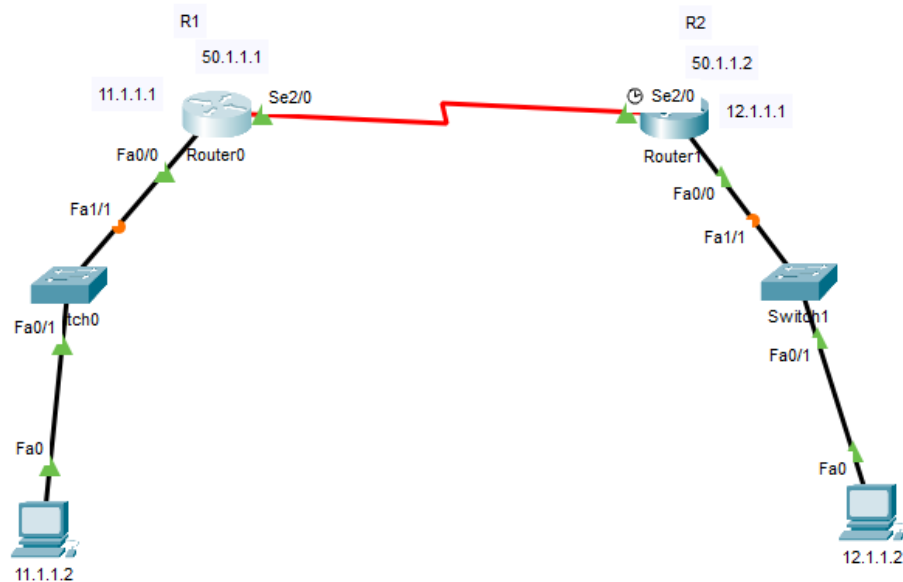 R1
R2
50.1.1.1
50.1.1.2
11.1.1.1
Se2/0
Se2/0
12.1.1.1
Fa0/0
Router0
Router1
Fa0/0
Fa1/1
Fa1/1
tch0
Switch1
Fa0/1
Fa0/1
Fa0
Fa0
11.1.1.2
12.1.1.2